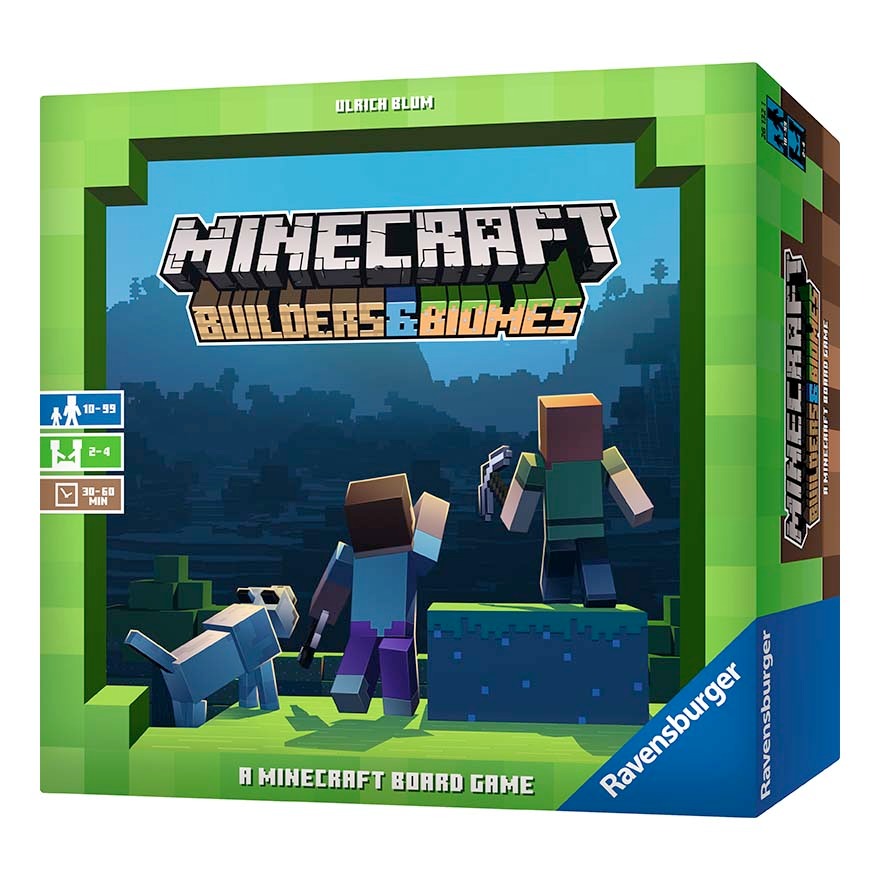 ULRICH BLUM
MINECRAFT
BUILDERS & BIOMES
10-99
2-4
30-60
MIN
A MINECRAFT BOARD GAME
Ravensburger
MINECRAFT
BUILDERS & BIOMES
A MINECRAFT BOARD GAME
Ravensburger